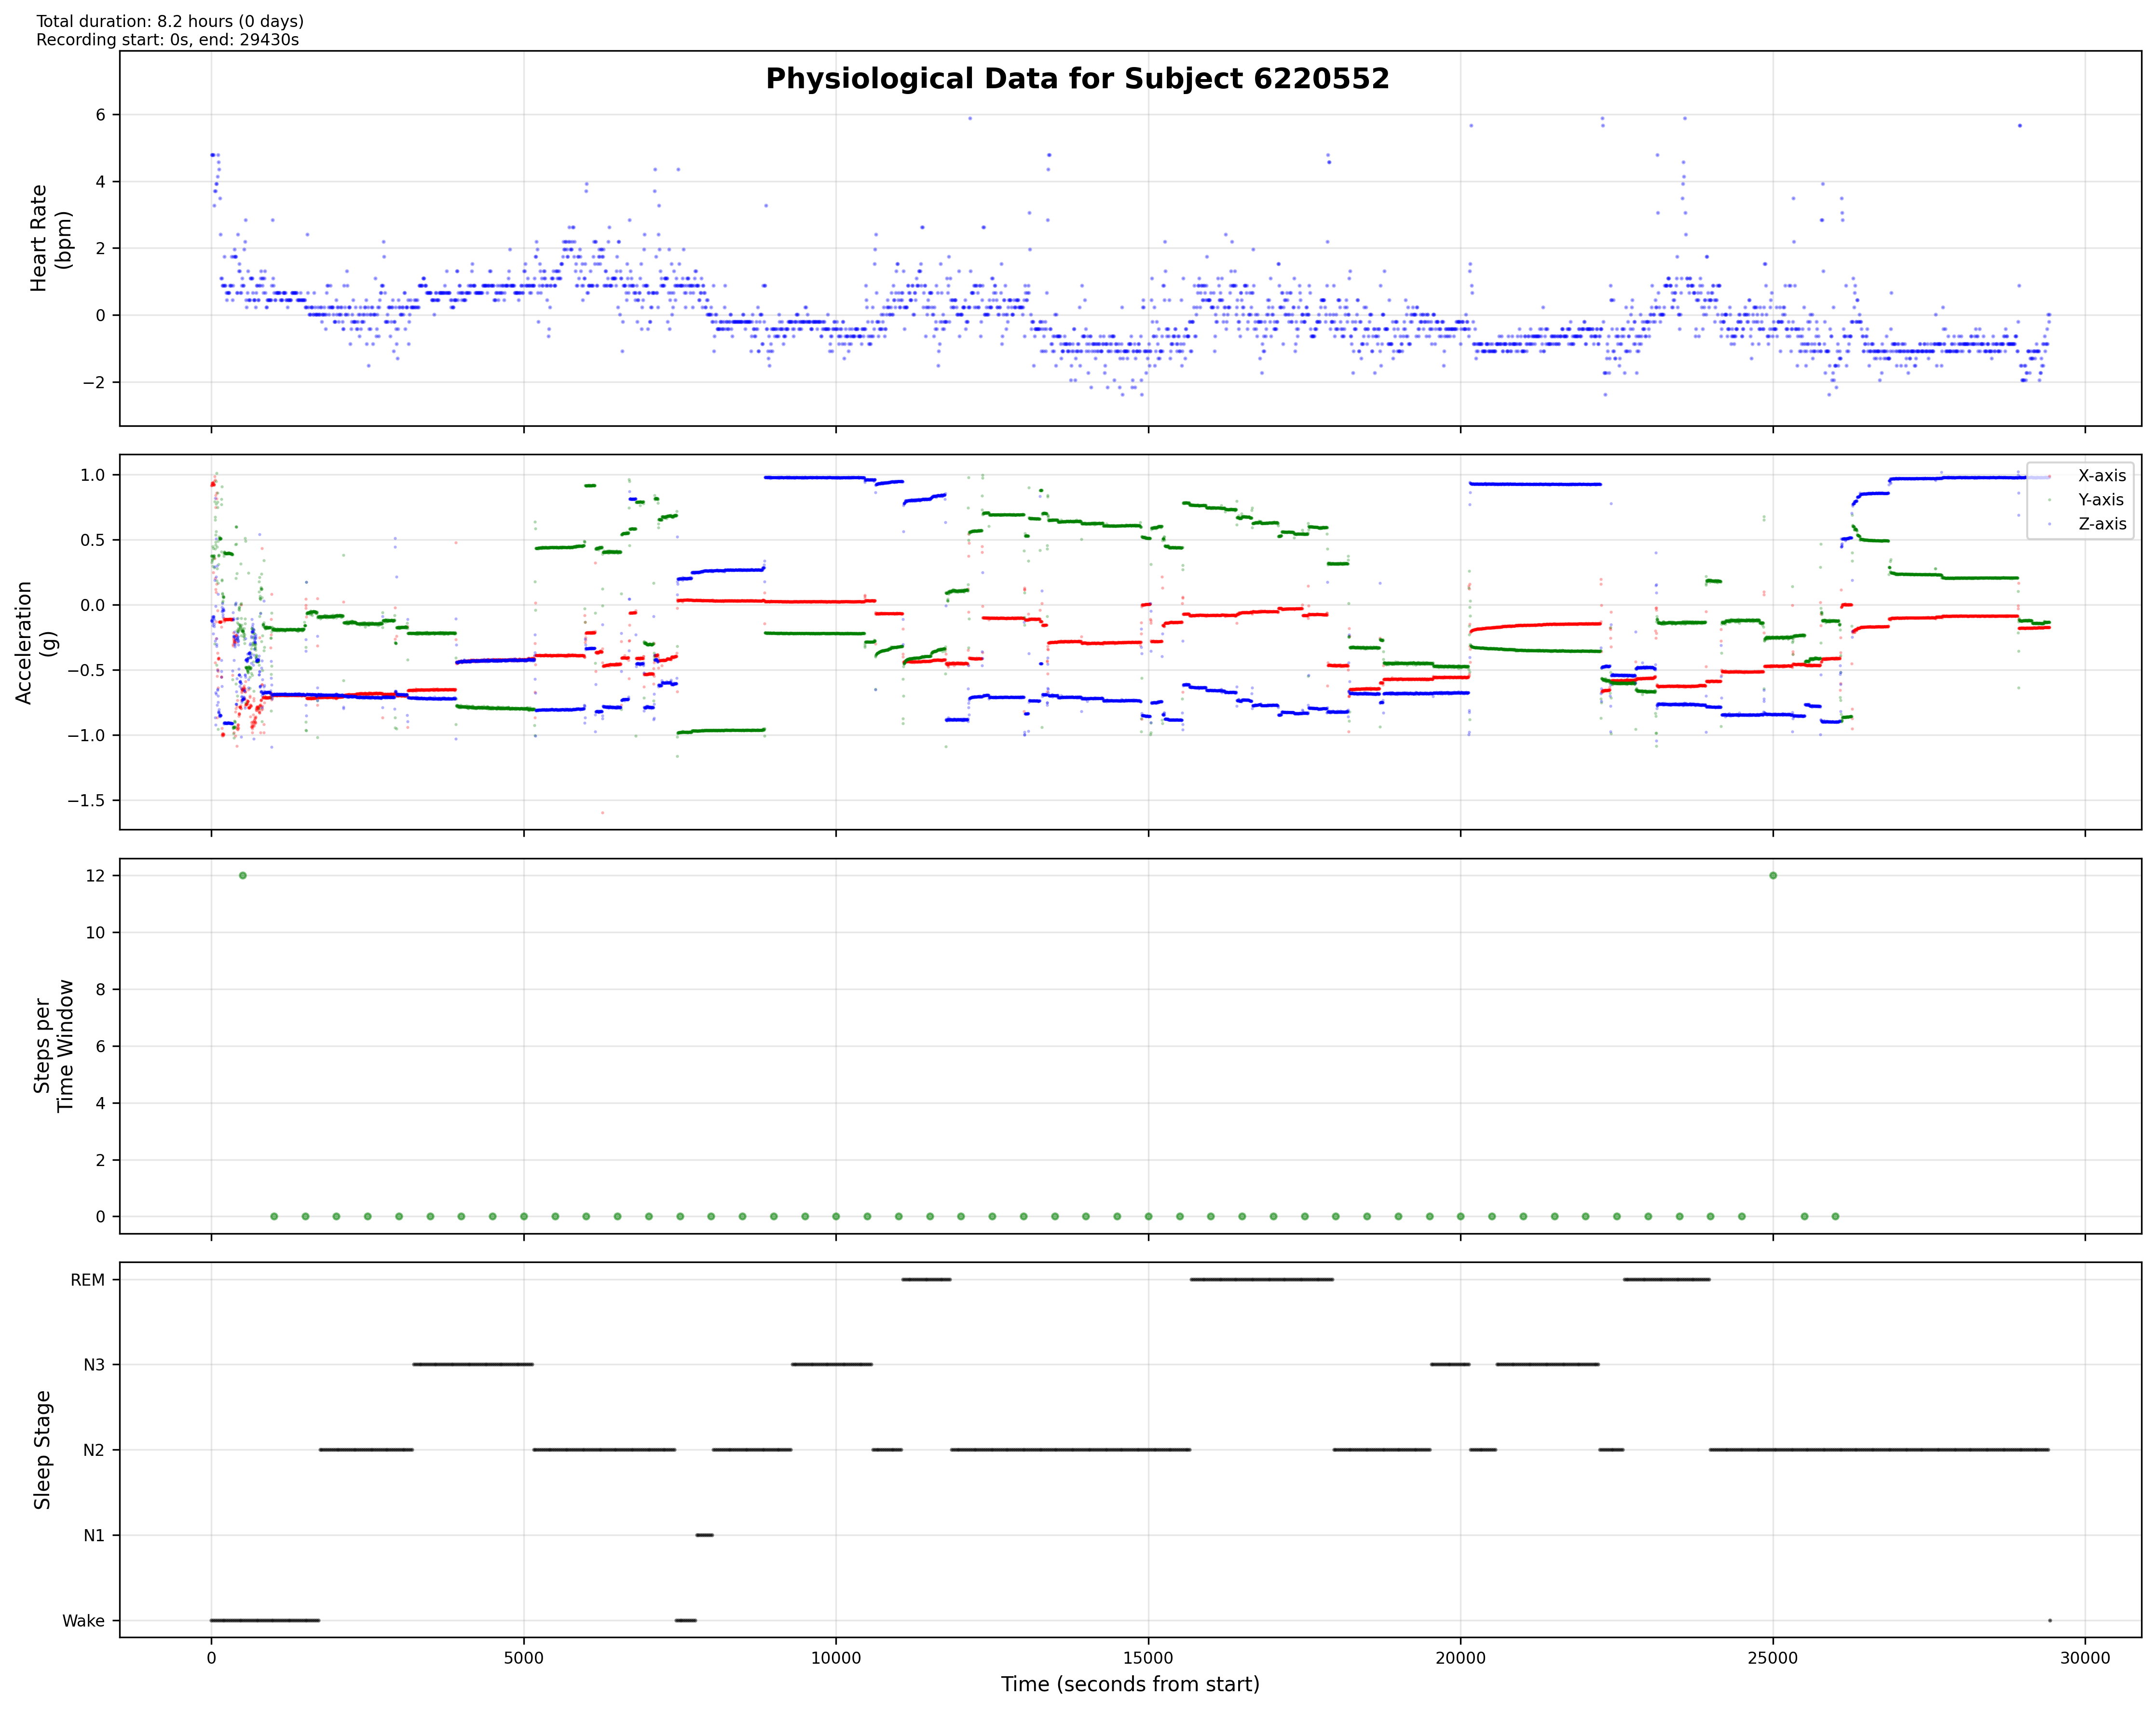 Total duration: 8.2 hours (0 days)
Recording start: 0s, end: 29430s
Physiological Data for Subject 6220552
Heart Rate
(bpm)
6
4
2
0
−2
Acceleration
(g)
1.0
0.5
0.0
−0.5
−1.0
−1.5
X-axis
Y-axis
Z-axis
Steps per
Time Window
12
10
8
6
4
2
0
Sleep Stage
REM
N3
N2
N1
Wake
0
5000
10000
15000
20000
25000
30000
Time (seconds from start)